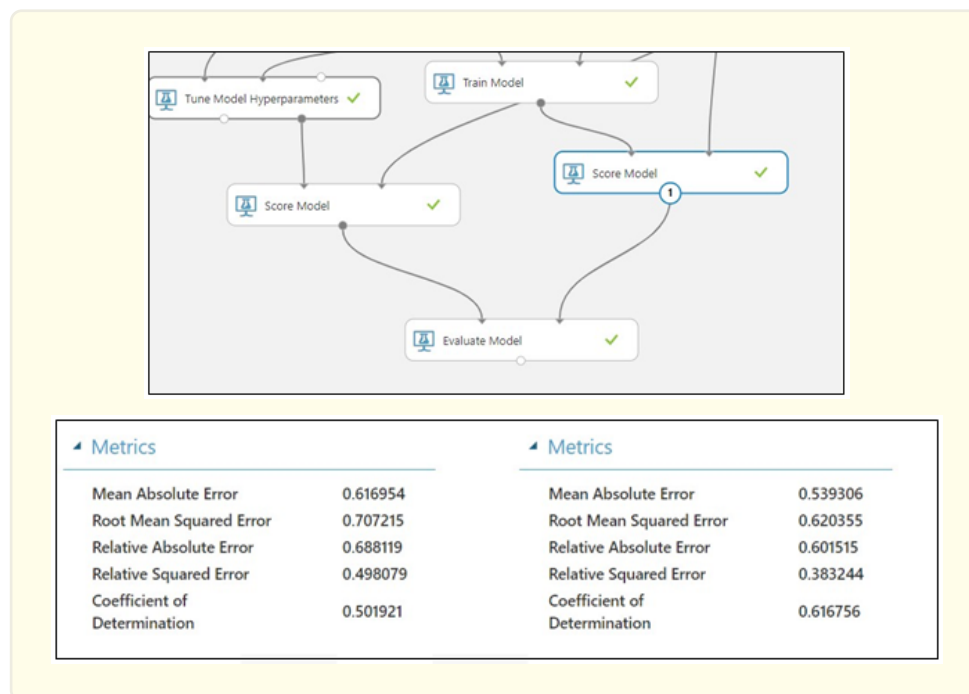 Train Model
Tune Model Hyperparameters
Score Model
1
Score Model
Evaluate Model
Metrics
Mean Absolute Error 0.616954
Root Mean Squared Error 0.707215
Relative Absolute Error 0.688119
Relative Squared Error 0.498079
Coefficient of
Determination 0.501921
Metrics
Mean Absolute Error 0.539306
Root Mean Squared Error 0.620355
Relative Absolute Error 0.601515
Relative Squared Error 0.383244
Coefficient of
Determination 0.616756